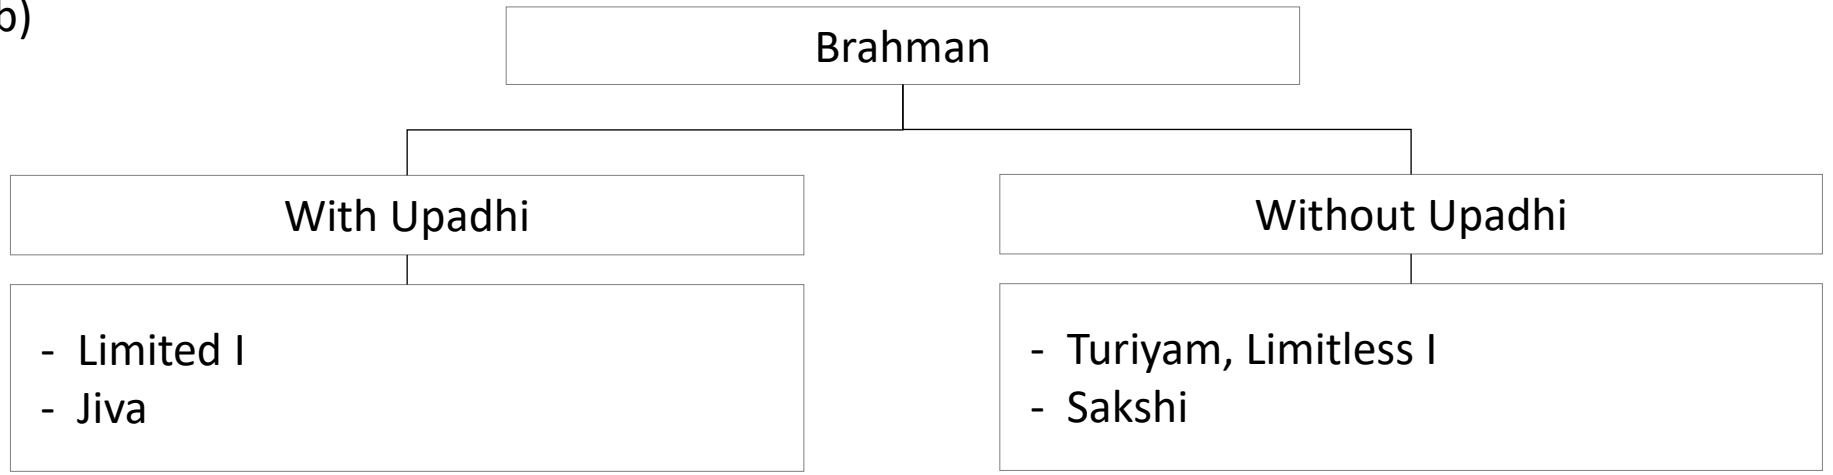 b)
Brahman
With Upadhi
Without Upadhi
- Limited I
- Jiva
- Turiyam, Limitless I
- Sakshi